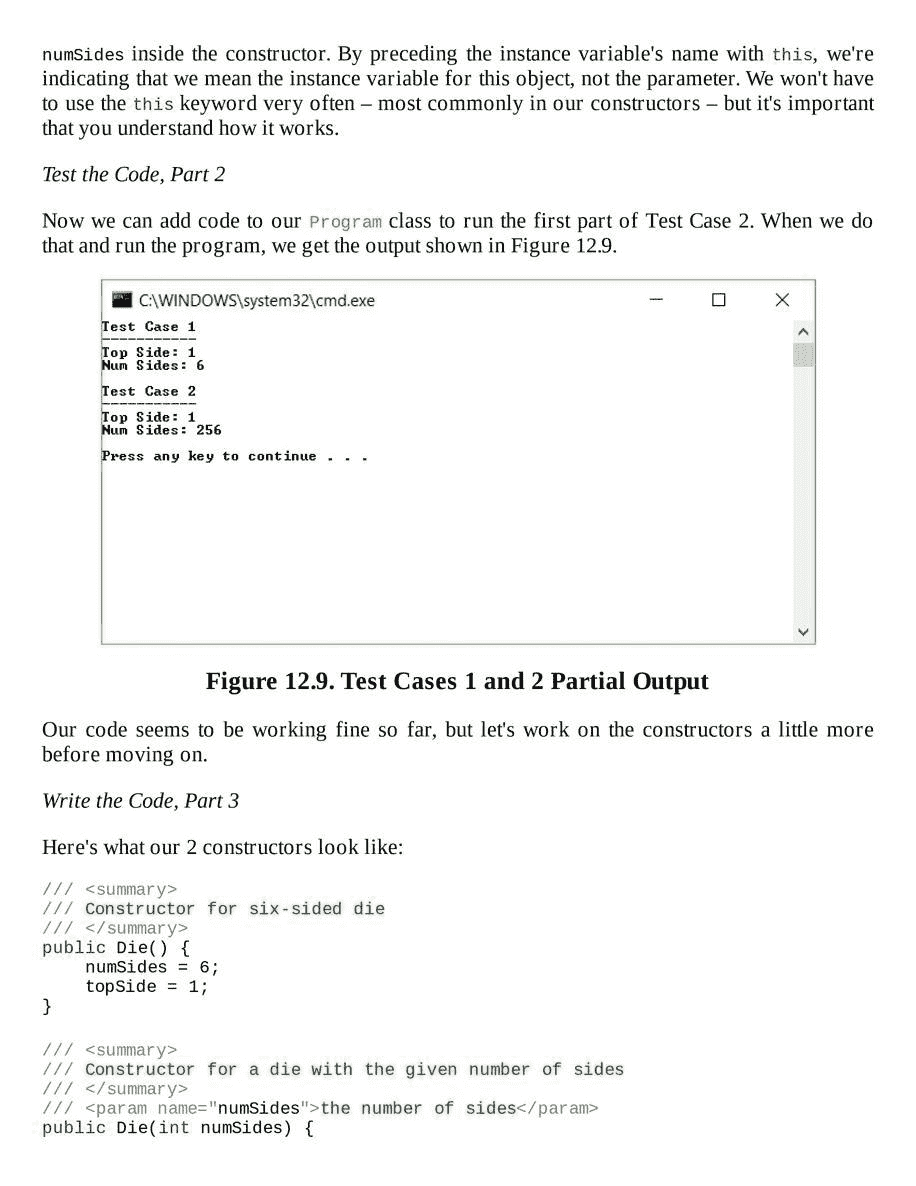 numSides inside the constructor. By preceding the instance variable's name with this, we're
indicating that we mean the instance variable for this object, not the parameter. We won't have
to use the this keyword very often – most commonly in our constructors – but it's important
that you understand how it works.
Test the Code, Part 2
Now we can add code to our Program class to run the first part of Test Case 2. When we do
that and run the program, we get the output shown in Figure 12.9.
C:\WINDOWS\system32\cmd.exe
Test Case 1
-----------
Top Side: 1
Num Sides: 6
Test Case 2
-----------
Top Side: 1
Num Sides: 256
Press any key to continue . . .
Figure 12.9. Test Cases 1 and 2 Partial Output
Our code seems to be working fine so far, but let's work on the constructors a little more
before moving on.
Write the Code, Part 3
Here's what our 2 constructors look like:
/// <summary>
/// Constructor for six-sided die
/// </summary>
public Die() {
    numSides = 6;
    topSide = 1;
}
/// <summary>
/// Constructor for a die with the given number of sides
/// </summary>
/// <param name="numSides">the number of sides</param>
public Die(int numSides) {